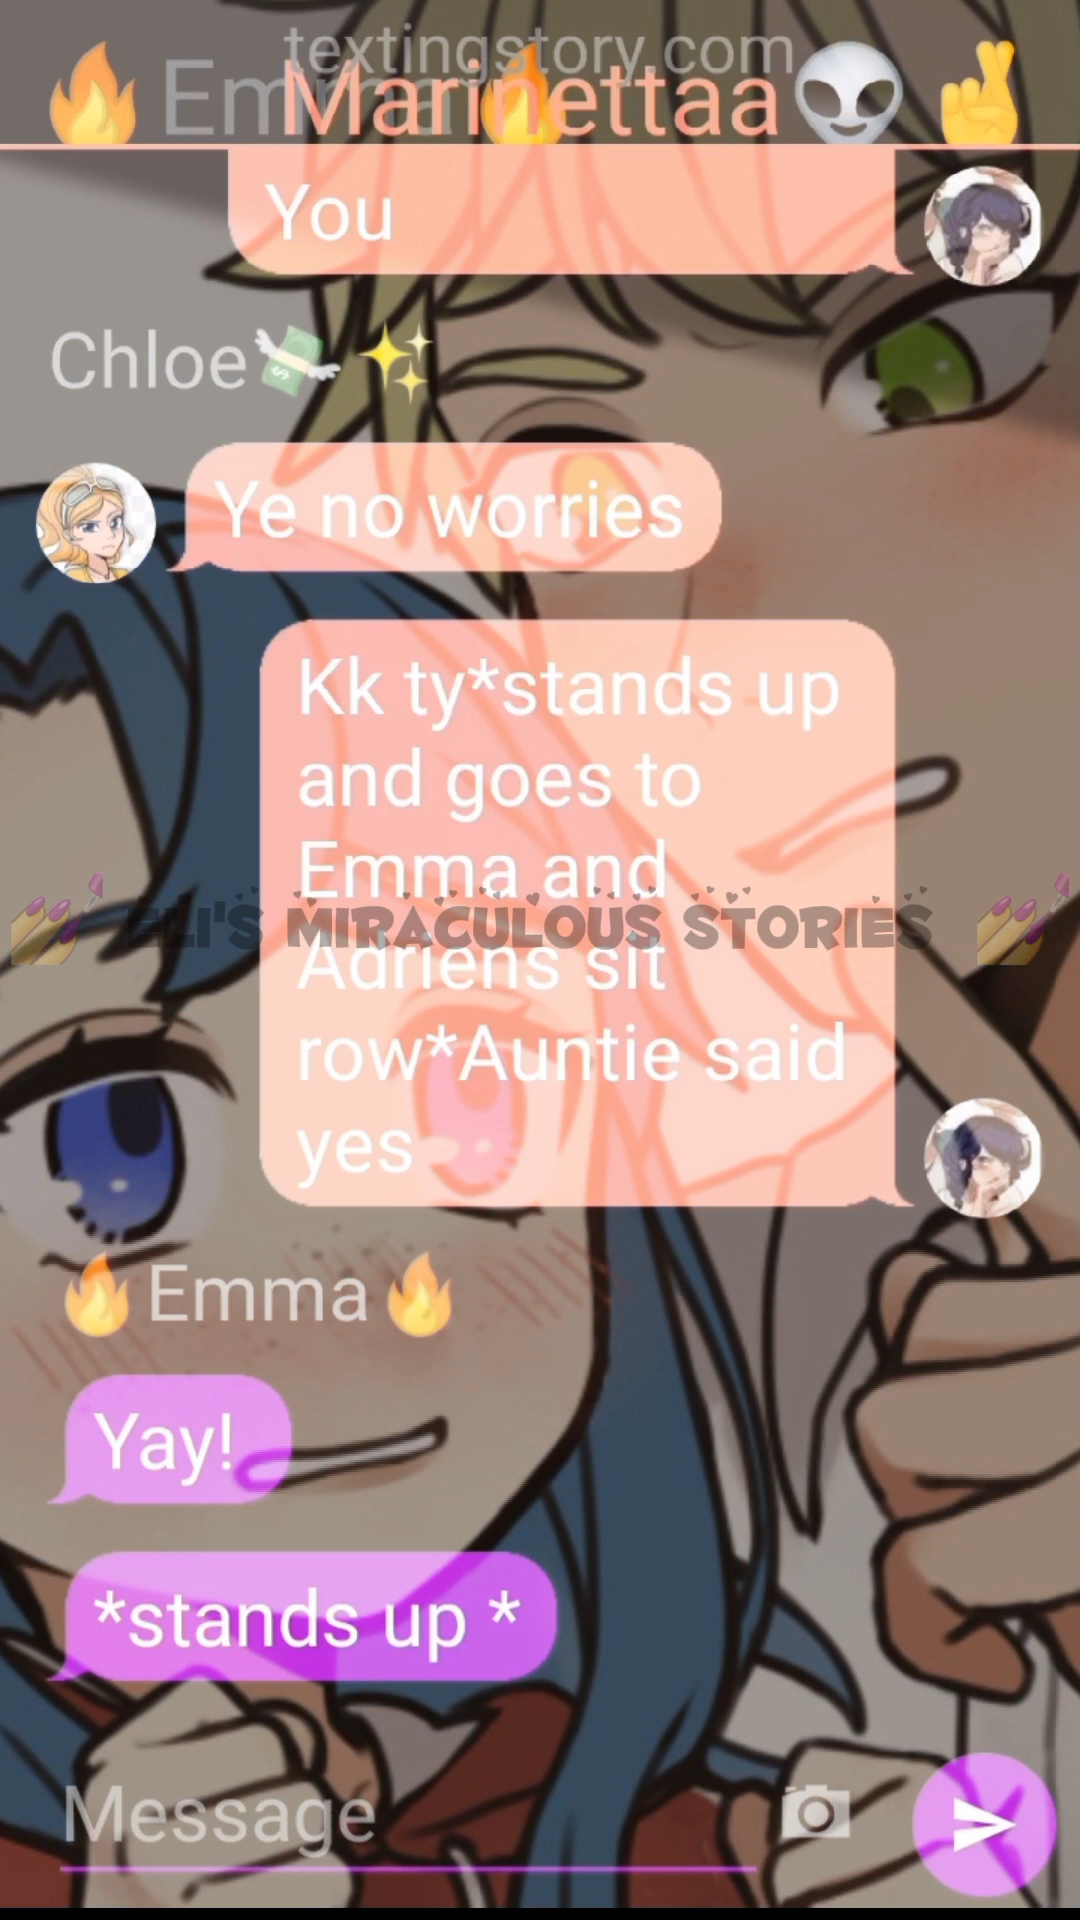 textingstory.com
🔥 Emma 🔥
Marinettaa👽🤞
You
Chloe💸✨
Ye no worries
Kk ty*stands up
and goes to
Emma and
Adriens sit
row*Auntie said
yes
💅 ELI'S MIRACULOUS STORIES 💅
🔥Emma🔥
Yay!
*stands up *
Message